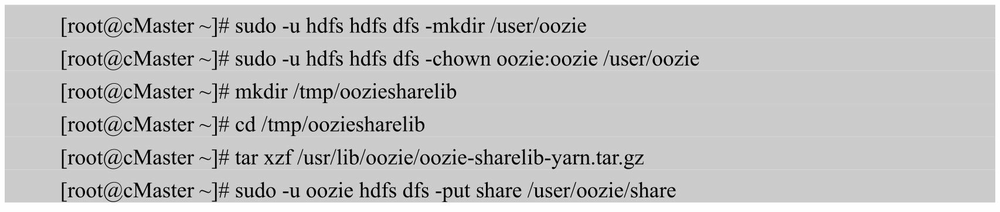 [root@cMaster ~]# sudo -u hdfs hdfs dfs -mkdir /user/oozie
[root@cMaster ~]# sudo -u hdfs hdfs dfs -chown oozie:oozie /user/oozie
[root@cMaster ~]# mkdir /tmp/ooziesharelib
[root@cMaster ~]# cd /tmp/ooziesharelib
[root@cMaster ~]# tar xzf /usr/lib/oozie/oozie-sharelib-yarn.tar.gz
[root@cMaster ~]# sudo -u oozie hdfs dfs -put share /user/oozie/share